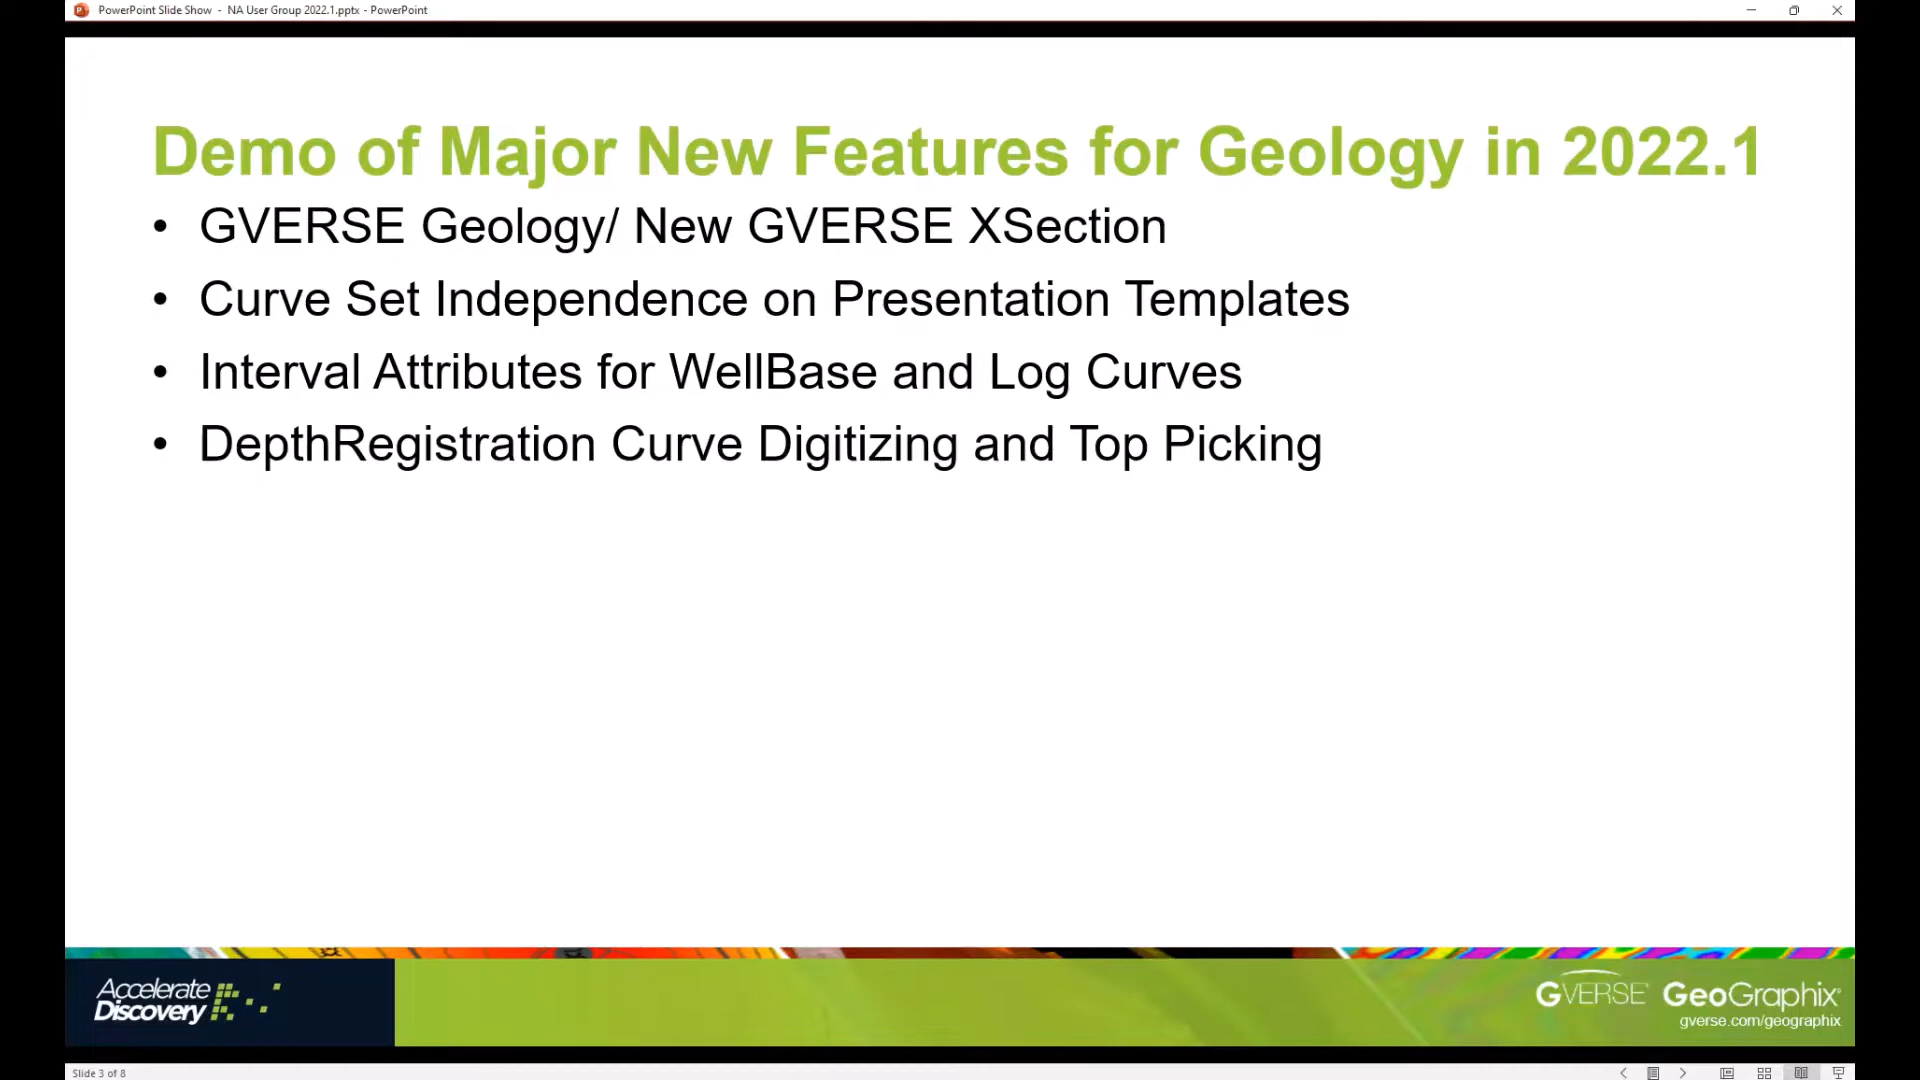 PowerPoint Slide Show - NA User Group 2022.1.pptx - PowerPoint
Demo of Major New Features for Geology in 2022.1
• GVERSE Geology/ New GVERSE XSection
• Curve Set Independence on Presentation Templates
• Interval Attributes for WellBase and Log Curves
• DepthRegistration Curve Digitizing and Top Picking
Accelerate
Discovery
GVERSE GeoGraphix
gverse.com/geographix
Slide 3 of 8